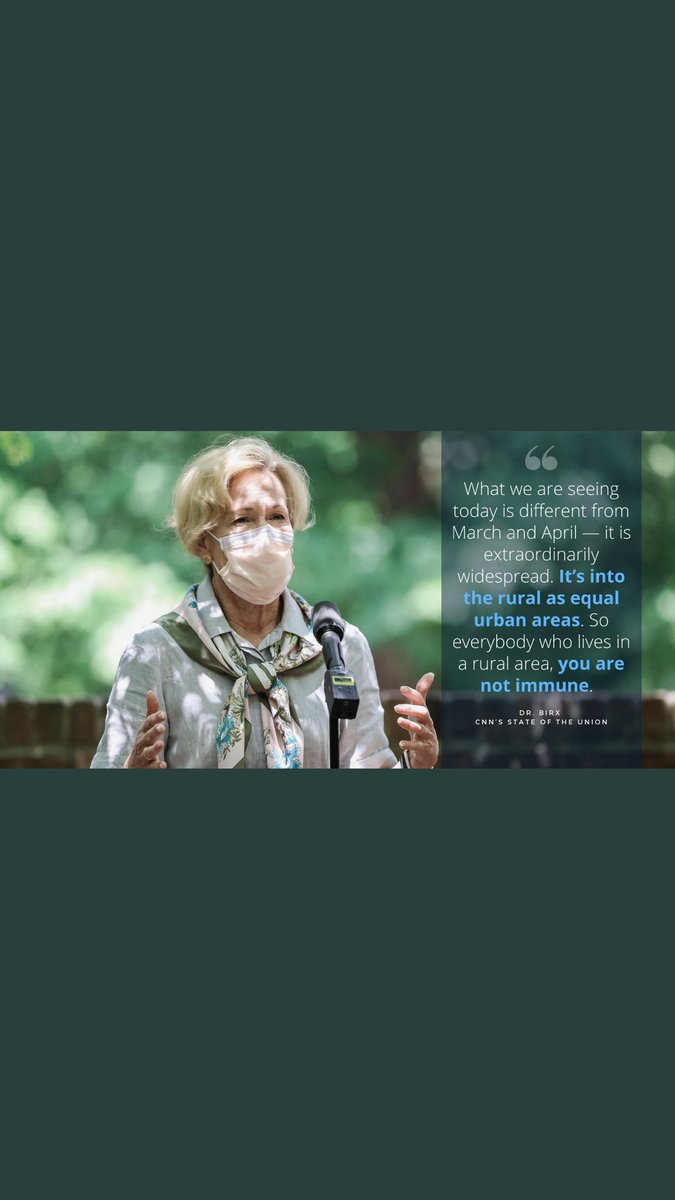 “
What we are seeing
today is different from
March and April — it is
extraordinarily
widespread. It’s into
the rural as equal
urban areas. So
everybody who lives in
a rural area, you are
not immune.
DR. BIRX
CNN'S STATE OF THE UNION